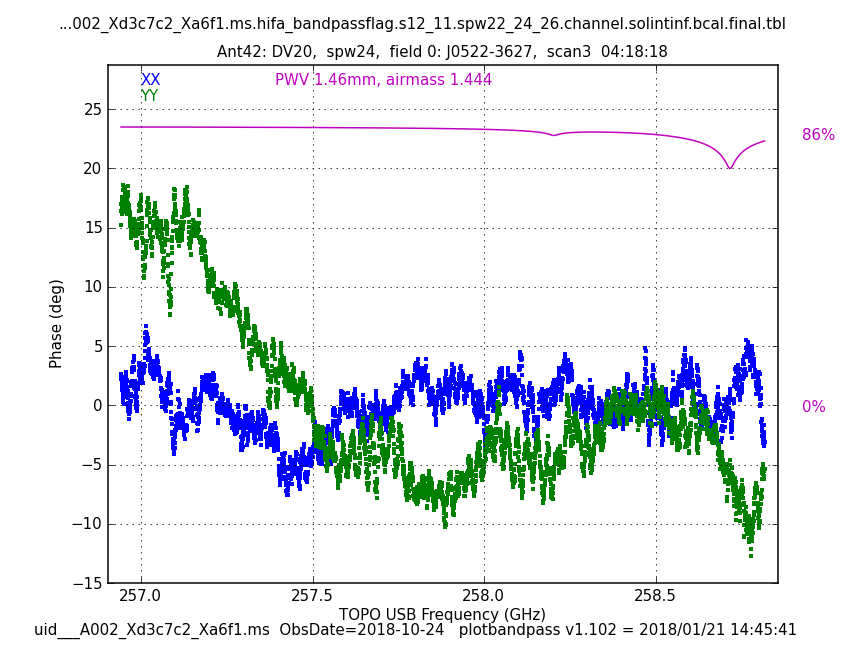 ...002_Xd3c7c2_Xa6f1.ms.hifa_bandpassflag.s12_11.spw22_24_26.channel.solintinf.bcal.final.tbl
Ant42: DV20,  spw24,  field 0: J0522-3627,  scan3  04:18:18
XX
PWV 1.46mm, airmass 1.444
YY
25
86%
20
15
10
5
0
0%
−5
−10
−15
Phase (deg)
257.0
257.5
258.0
258.5
TOPO USB Frequency (GHz)
uid___A002_Xd3c7c2_Xa6f1.ms  ObsDate=2018-10-24   plotbandpass v1.102 = 2018/01/21 14:45:41